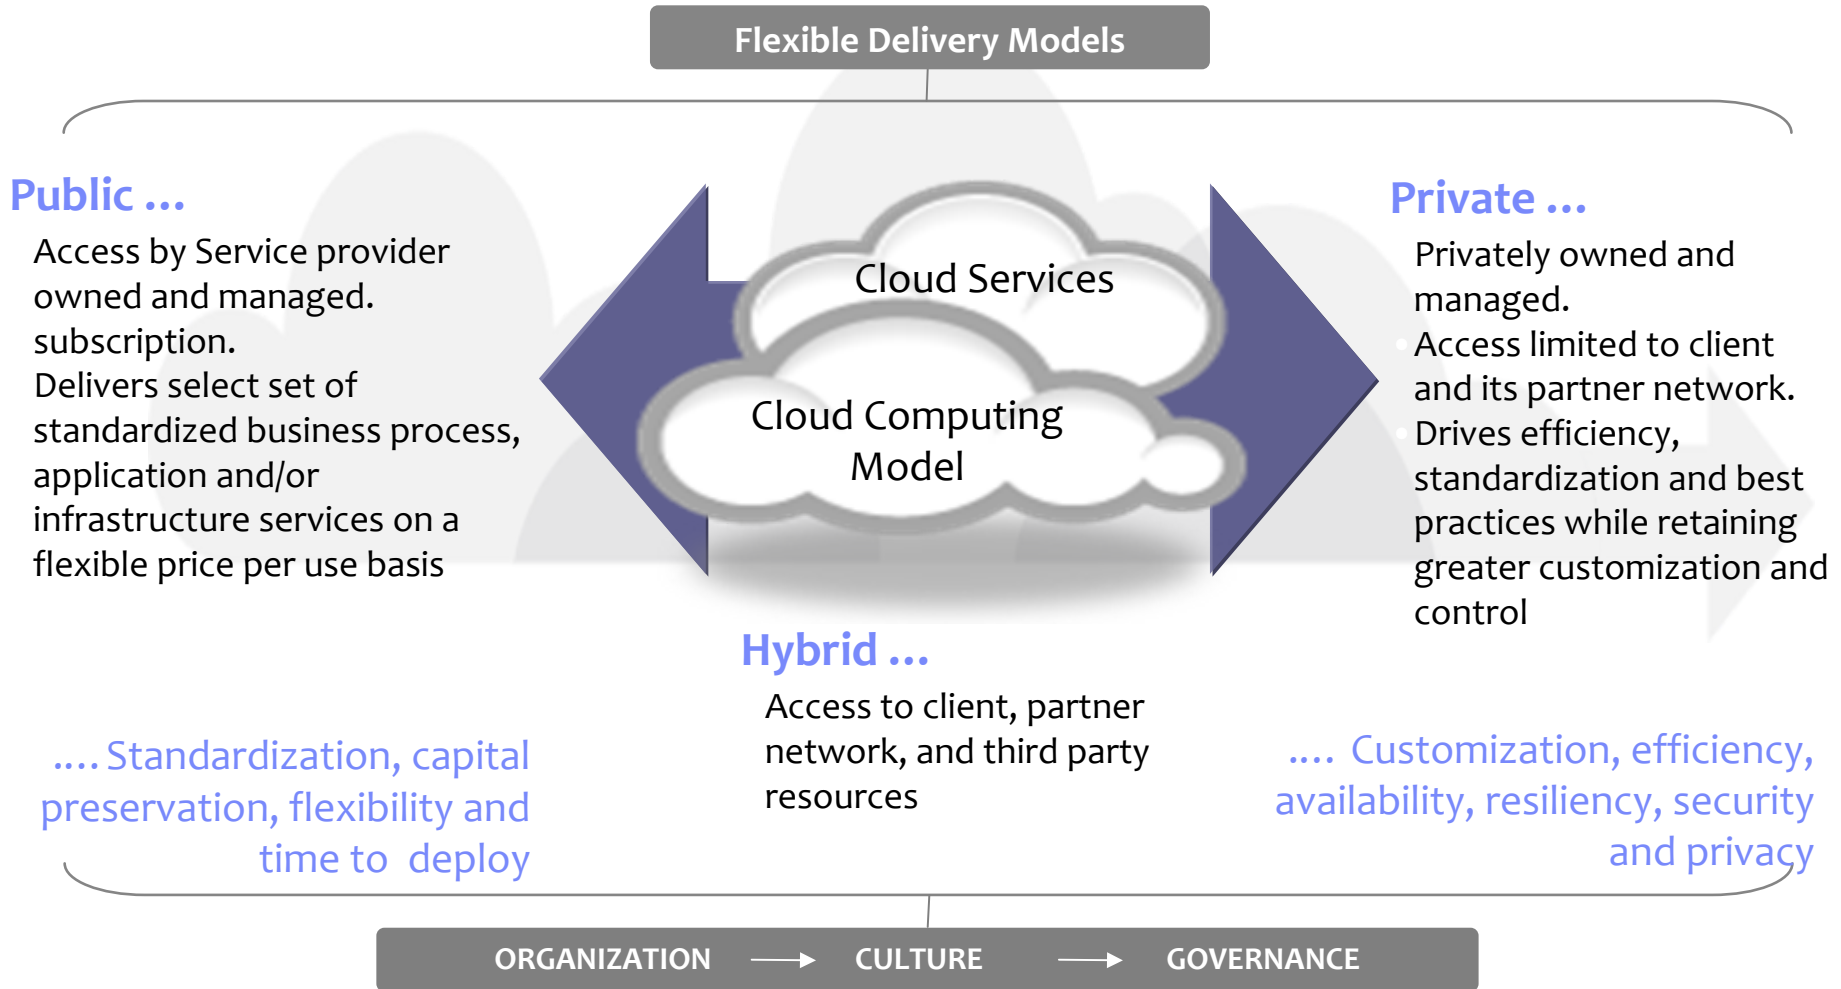 Flexible Delivery Models
Public ...
Access by Service provider
owned and managed.
subscription.
Delivers select set of
standardized business process,
application and/or
infrastructure services on a
flexible price per use basis
.... Standardization, capital
preservation, flexibility and
time to deploy
Cloud Services
Cloud Computing
Model
Hybrid ...
Access to client, partner
network, and third party
resources
Private ...
Privately owned and
managed.
Access limited to client
and its partner network.
Drives efficiency,
standardization and best
practices while retaining
greater customization and
control
.... Customization, efficiency,
availability, resiliency, security
and privacy
ORGANIZATION → CULTURE → GOVERNANCE